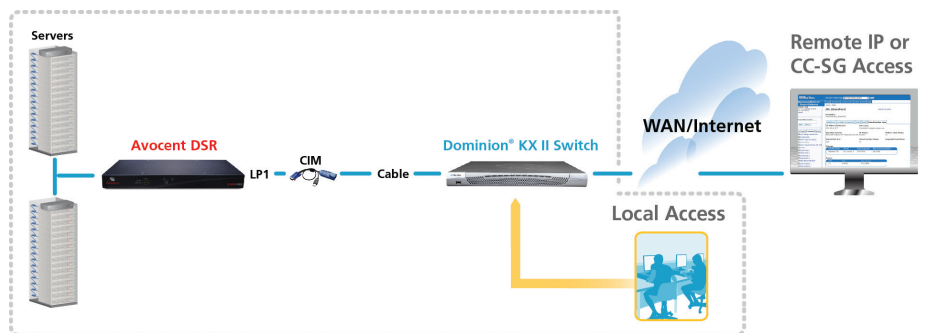 Servers
Avocent DSR
LP1
CIM
Cable
Dominion® KX II Switch
WAN/Internet
Remote IP or
CC-SG Access
Local Access